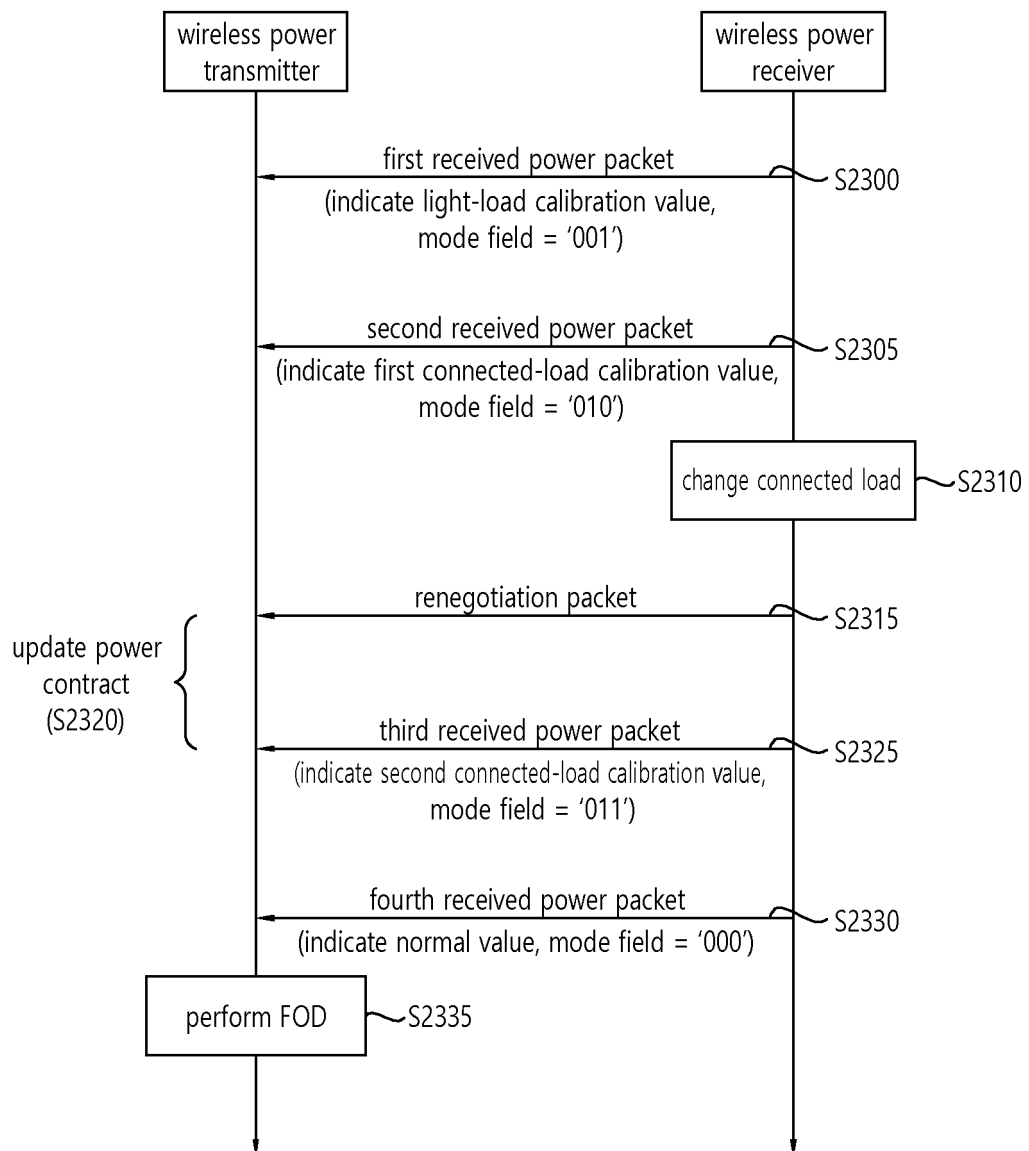 wireless power
transmitter
wireless power
receiver
first received power packet
S2300
(indicate light-load calibration value,
mode field = ‘001’)
second received power packet
S2305
(indicate first connected-load calibration value,
mode field = ‘010’)
change connected load
S2310
renegotiation packet
S2315
update power
contract
(S2320)
third received power packet
S2325
(indicate second connected-load calibration value,
mode field = ‘011’)
fourth received power packet
S2330
(indicate normal value, mode field = ‘000’)
perform FOD
S2335